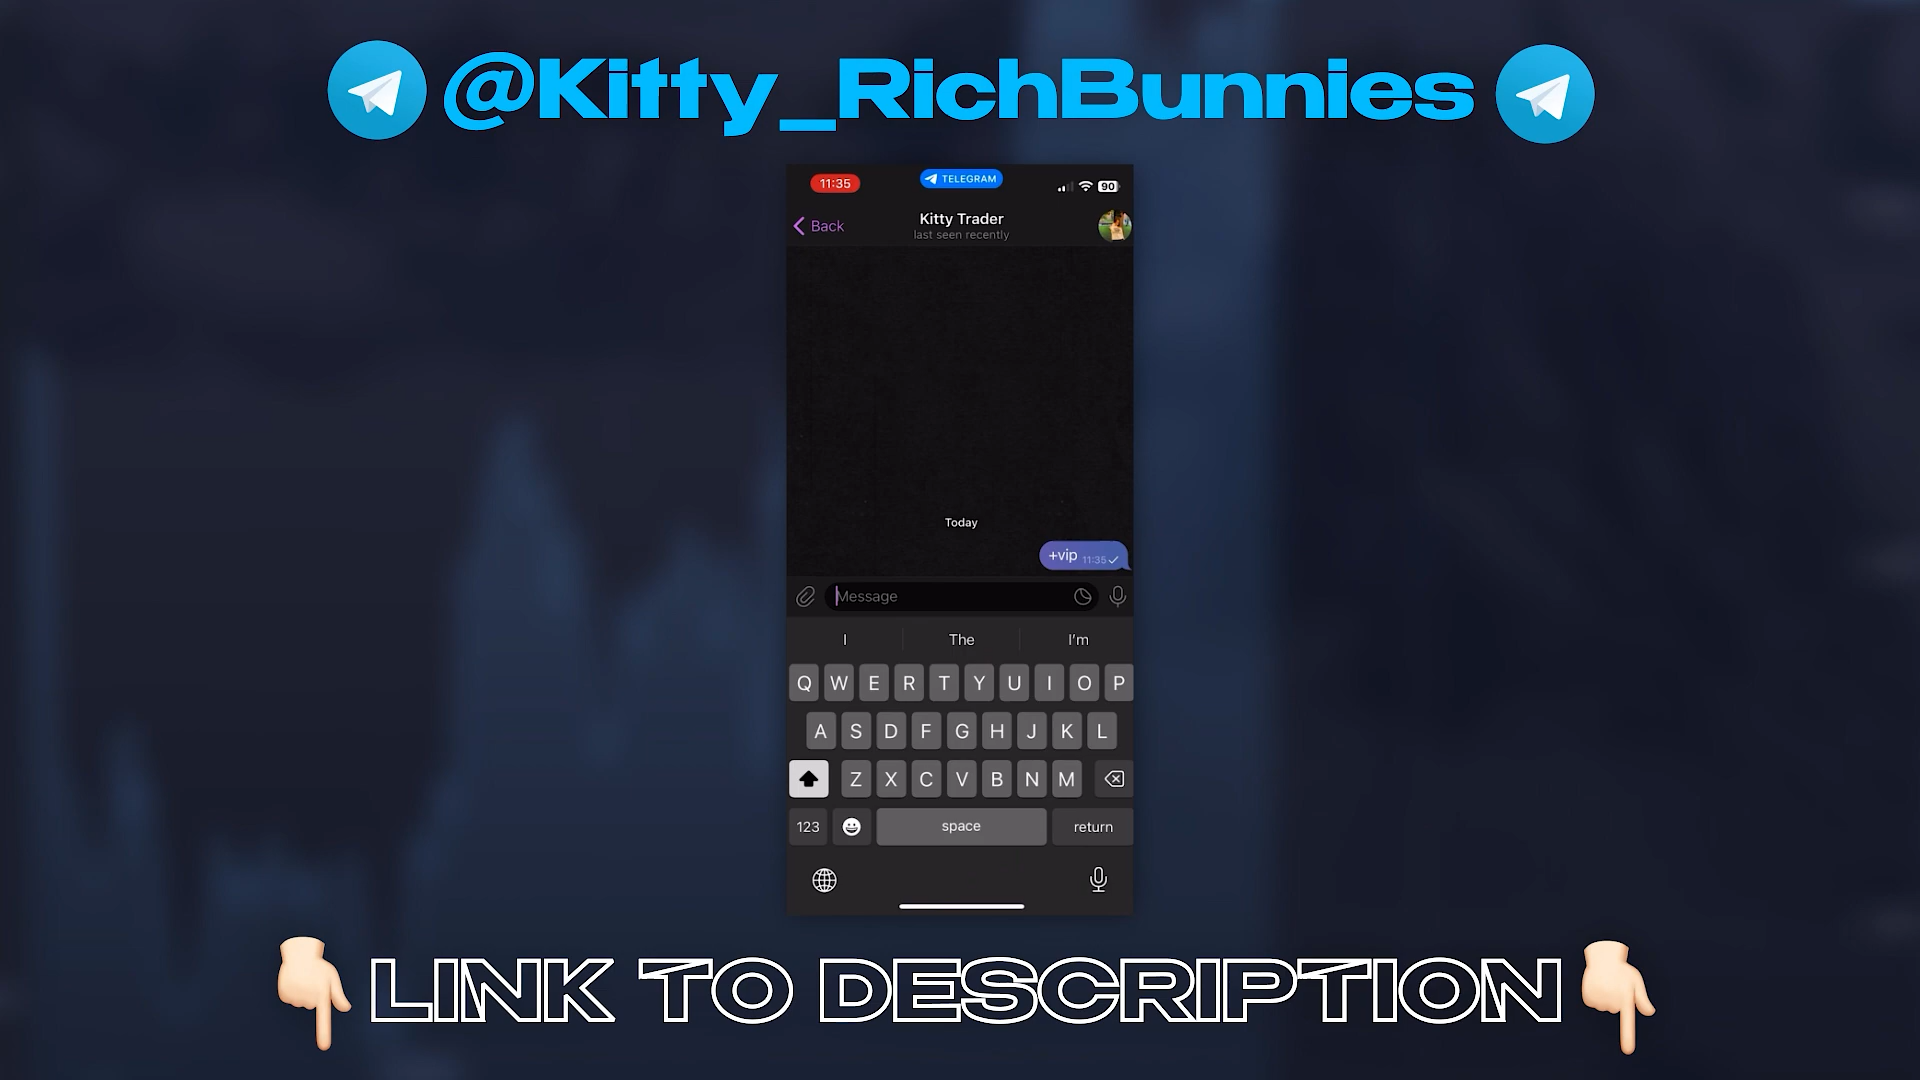 @Kitty_RichBunnies
11:35
TELEGRAM
90
Back
Kitty Trader
last seen recently
Today
+vip 11:35
Message
I The I'm
Q W E R T Y U I O P
A S D F G H J K L
Z X C V B N M
123 space return
LINK TO DESCRIPTION